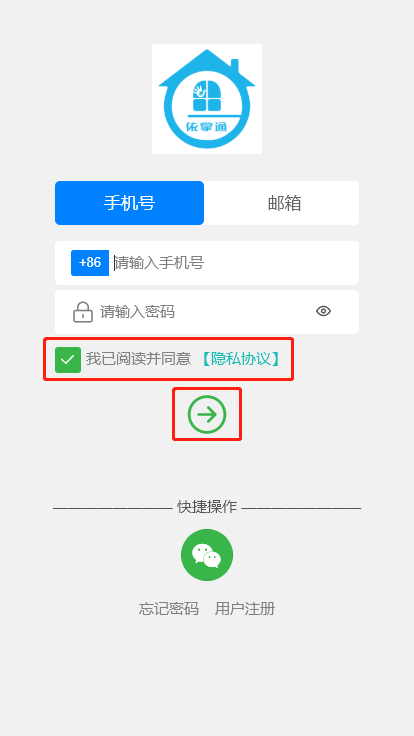 依掌通
手机号 邮箱
+86 请输入手机号
请输入密码
我已阅读并同意 【隐私协议】
快捷操作
忘记密码 用户注册